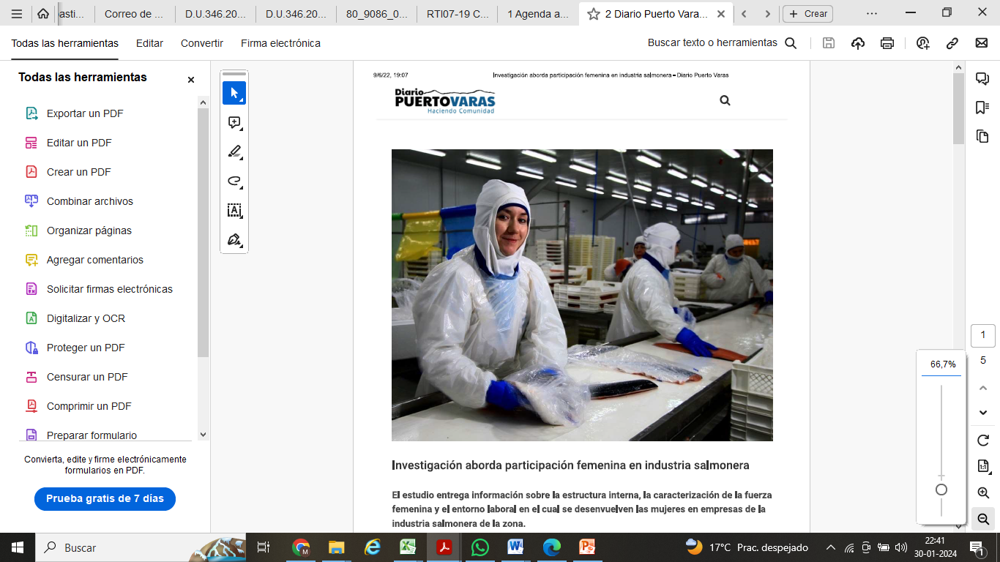 asti...
Correo de ...
D.U.346.20...
D.U.346.20...
80_9086_0...
RTI07-19 C...
1 Agenda a...
2 Diario Puerto Vara...
Crear
Todas las herramientas
Editar
Convertir
Firma electrónica
Buscar texto o herramientas
Todas las herramientas
Exportar un PDF
Editar un PDF
Crear un PDF
Combinar archivos
Organizar páginas
Agregar comentarios
Solicitar firmas electrónicas
Digitalizar y OCR
Proteger un PDF
Censurar un PDF
Comprimir un PDF
Preparar formulario
Convierta, edite y firme electrónicamente
formularios en PDF.
Prueba gratis de 7 días
9/6/22, 19:07
Investigación aborda participación femenina en industria salmonera – Diario Puerto Varas
Diario
PUERTOVARAS
Haciendo Comunidad
Investigación aborda participación femenina en industria salmonera
El estudio entrega información sobre la estructura interna, la caracterización de la fuerza
femenina y el entorno laboral en el cual se desenvuelven las mujeres en empresas de la
industria salmonera de la zona.
1
5
66,7%
1:1
Buscar
17°C Prac. despejado
22:41
30-01-2024
1